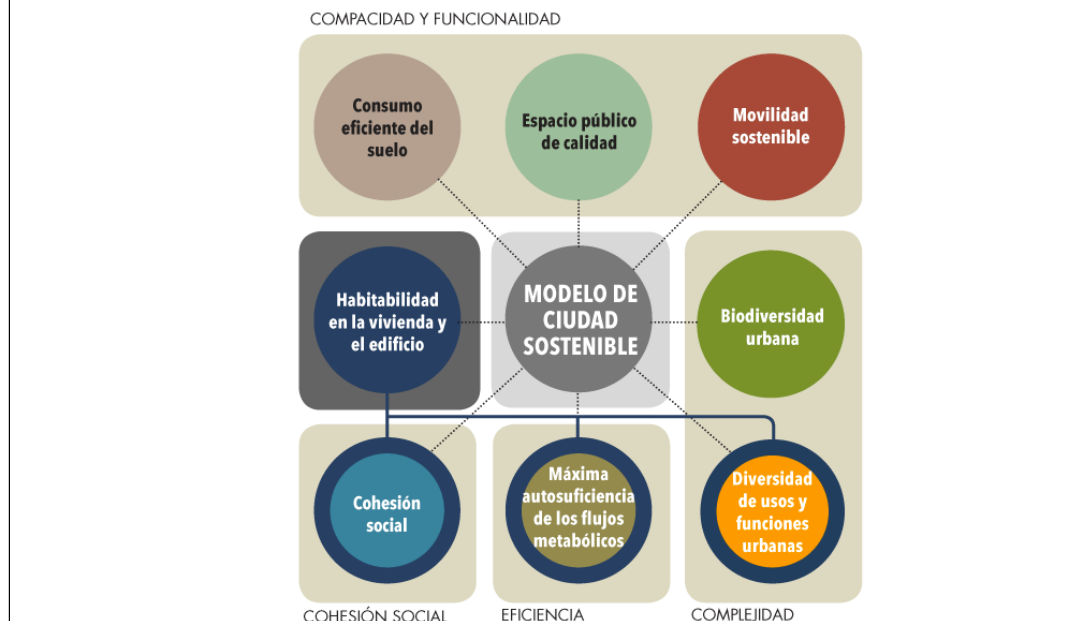 COMPACIDAD Y FUNCIONALIDAD
Consumo
eficiente del
suelo
Espacio público
de calidad
Movilidad
sostenible
Habitabilidad
en la vivienda y
el edificio
MODELO DE
CIUDAD
SOSTENIBLE
Biodiversidad
urbana
Cohesión
social
Máxima
autosuficiencia
de los flujos
metabólicos
Diversidad
de usos y
funciones
urbanas
COHESIÓN SOCIAL
EFICIENCIA
COMPLEJIDAD